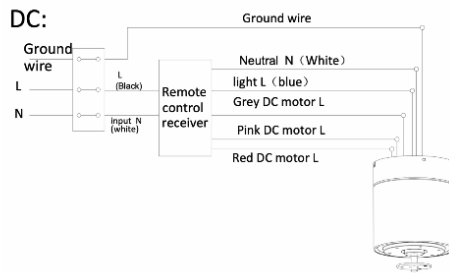 DC:
Ground wire
Ground
wire
Neutral N（White）
L
(Black)
light L（blue）
L
Remote
control
receiver
Grey DC motor L
N
input N
(white)
Pink DC motor L
Red DC motor L